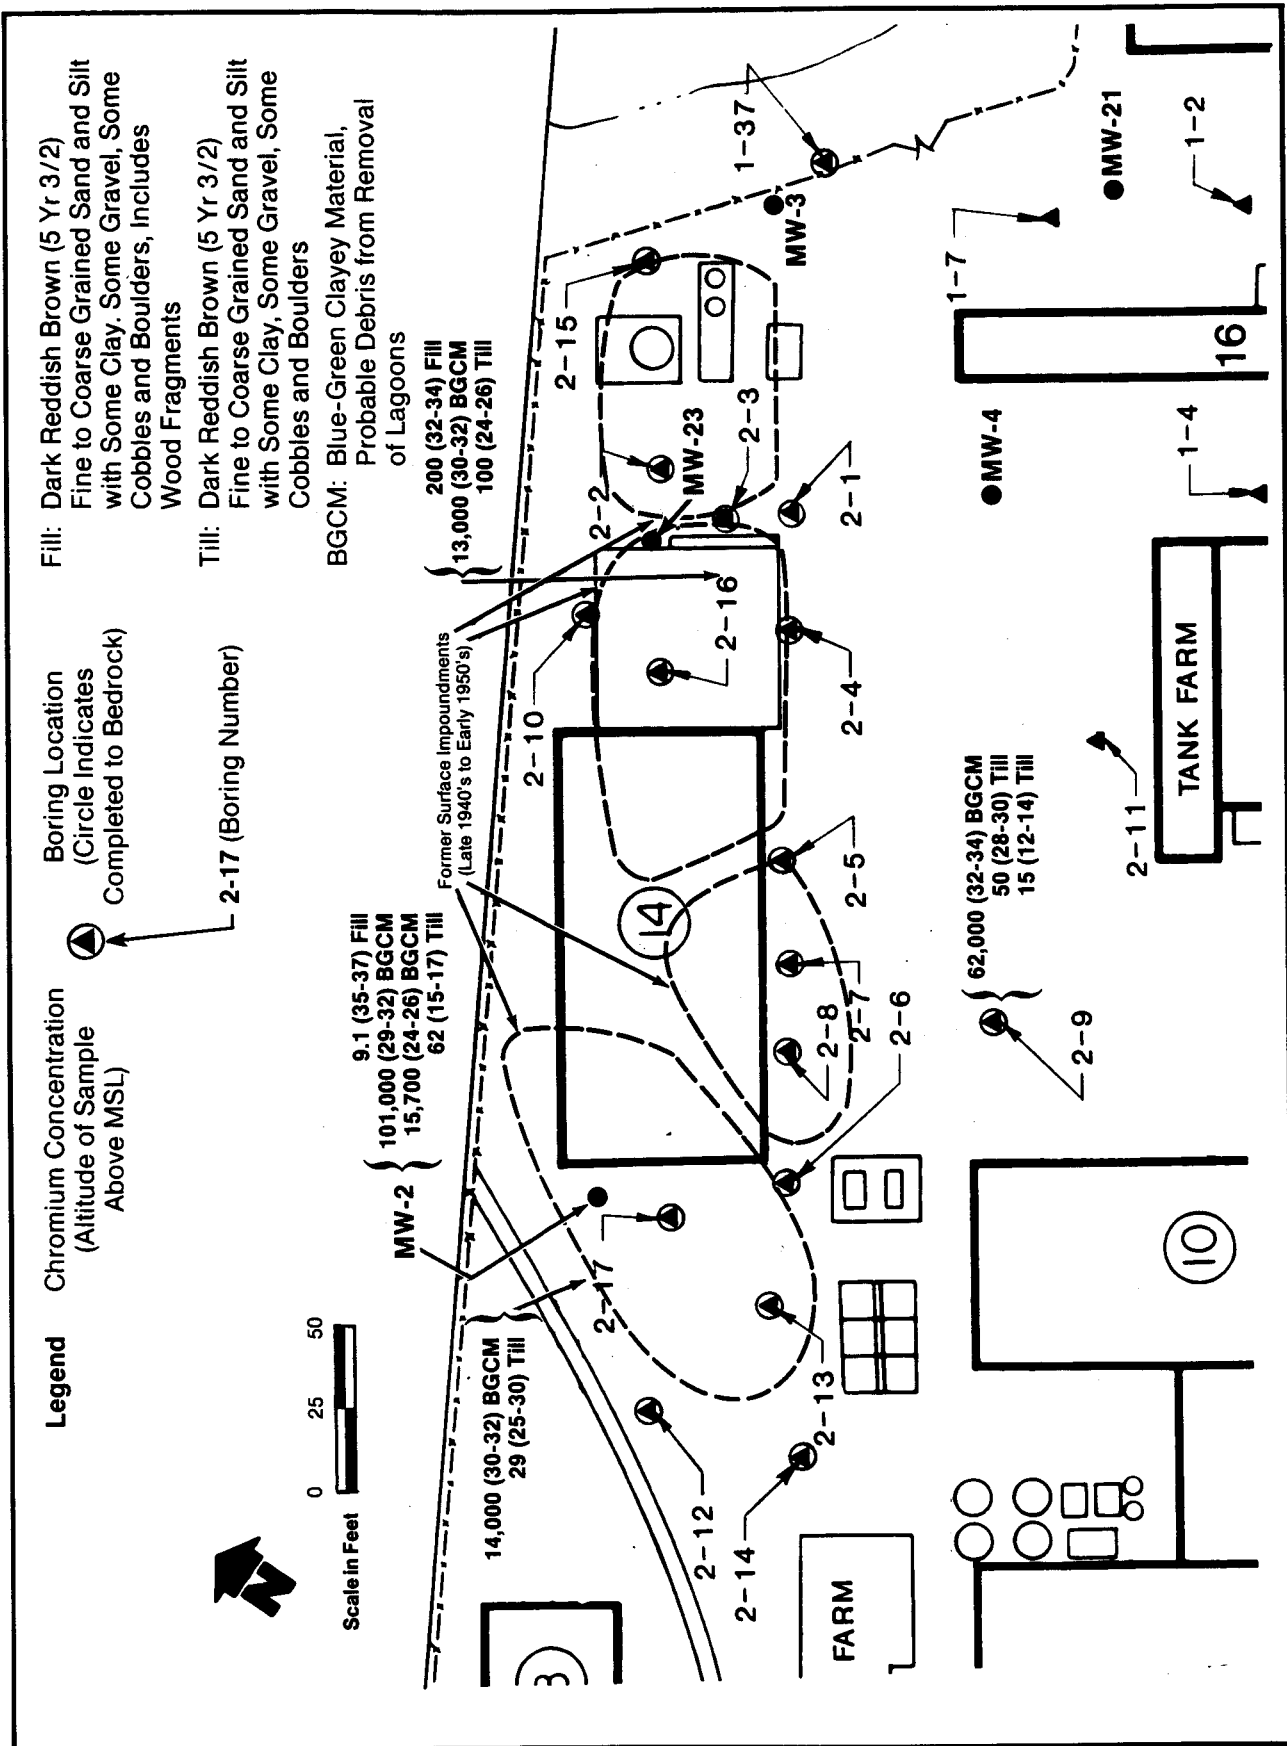 Legend
Chromium Concentration
(Altitude of Sample
Above MSL)
Boring Location
(Circle Indicates
Completed to Bedrock)
2-17 (Boring Number)
Fill: Dark Reddish Brown (5 Yr 3/2)
Fine to Coarse Grained Sand and Silt
with Some Clay. Some Gravel, Some
Cobbles and Boulders, Includes
Wood Fragments
Till: Dark Reddish Brown (5 Yr 3/2)
Fine to Coarse Grained Sand and Silt
with Some Clay, Some Gravel, Some
Cobbles and Boulders
BGCM: Blue-Green Clayey Material,
Probable Debris from Removal
of Lagoons
N
0 25 50
Scale in Feet
9.1 (35-37) Fill
101,000 (29-32) BGCM
15,700 (24-26) BGCM
62 (15-17) Till
MW-2
200 (32-34) Fill
13,000 (30-32) BGCM
100 (24-26) Till
Former Surface Impoundments
(Late 1940's to Early 1950's)
14,000 (30-32) BGCM
29 (25-30) Till
2-17
2-10
2-2
2-15
MW-23
2-3
1-37
MW-3
2-16
14
2-12
2-14
2-13
2-8
2-7
2-6
2-5
2-4
2-1
3
FARM
62,000 (32-34) BGCM
50 (28-30) Till
15 (12-14) Till
2-9
2-11
MW-4
1-7
MW-21
1-4
1-2
10
TANK FARM
16